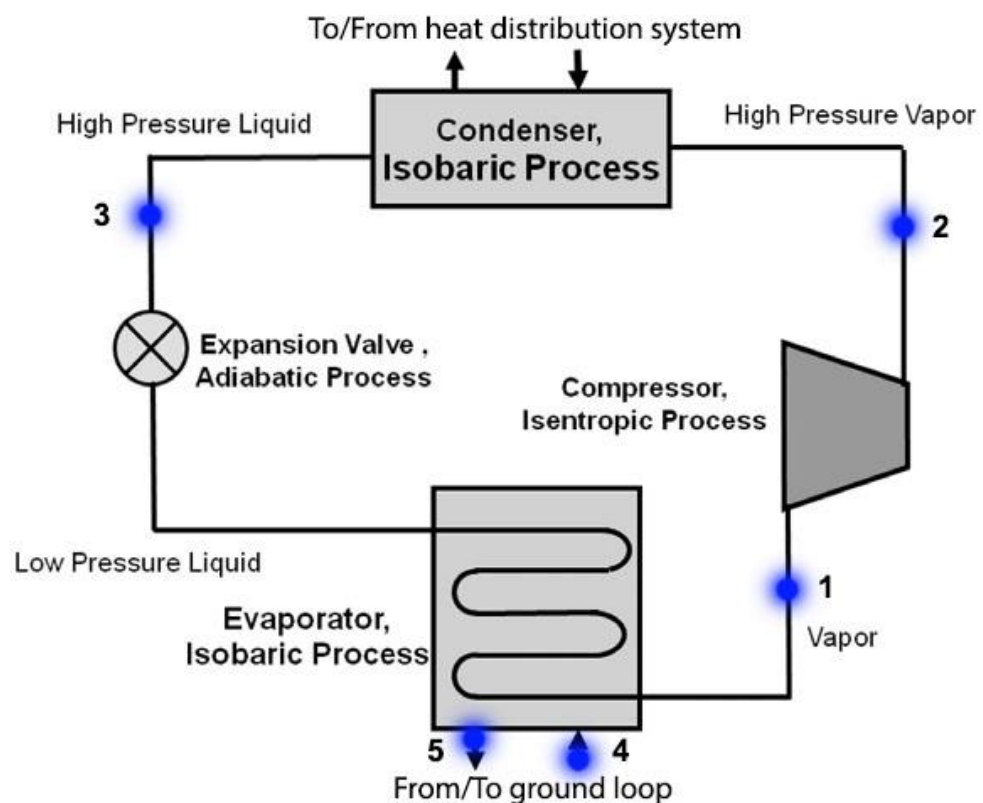 To/From heat distribution system
High Pressure Liquid
Condenser,
Isobaric Process
High Pressure Vapor
3
2
Expansion Valve ,
Adiabatic Process
Compressor,
Isentropic Process
Low Pressure Liquid
1
Evaporator,
Isobaric Process
Vapor
5
4
From/To ground loop